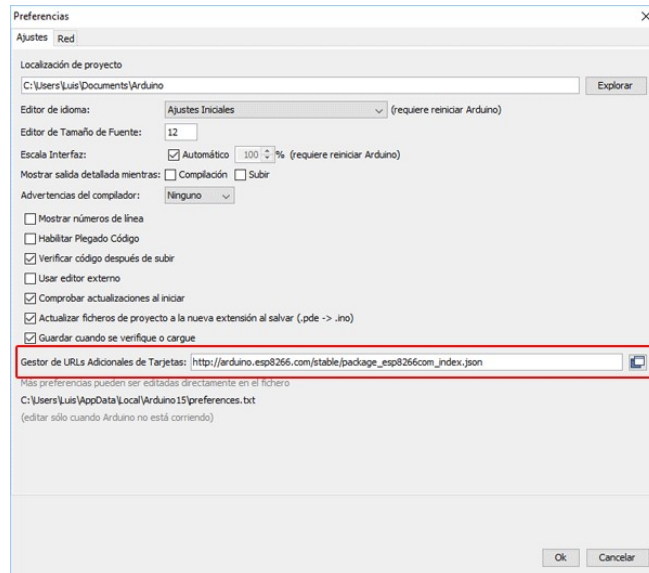 Preferencias
Ajustes Red
Localización de proyecto
C:\Users\Luis\Documents\Arduino Explorar
Editor de idioma: Ajustes Iniciales (requiere reiniciar Arduino)
Editor de Tamaño de Fuente: 12
Escala Interfaz: Automático 100 % (requiere reiniciar Arduino)
Mostrar salida detallada mientras: Compilación Subir
Advertencias del compilador: Ninguno
Mostrar números de línea
Habilitar Plegado Código
Verificar código después de subir
Usar editor externo
Comprobar actualizaciones al iniciar
Actualizar ficheros de proyecto a la nueva extensión al salvar (.pde -> .ino)
Guardar cuando se verifique o cargue
Gestor de URLs Adicionales de Tarjetas: http://arduino.esp8266.com/stable/package_esp8266com_index.json
Más preferencias pueden ser editadas directamente en el fichero
C:\Users\Luis\AppData\Local\Arduino15\preferences.txt
(editar sólo cuando Arduino no está corriendo)
Ok Cancelar